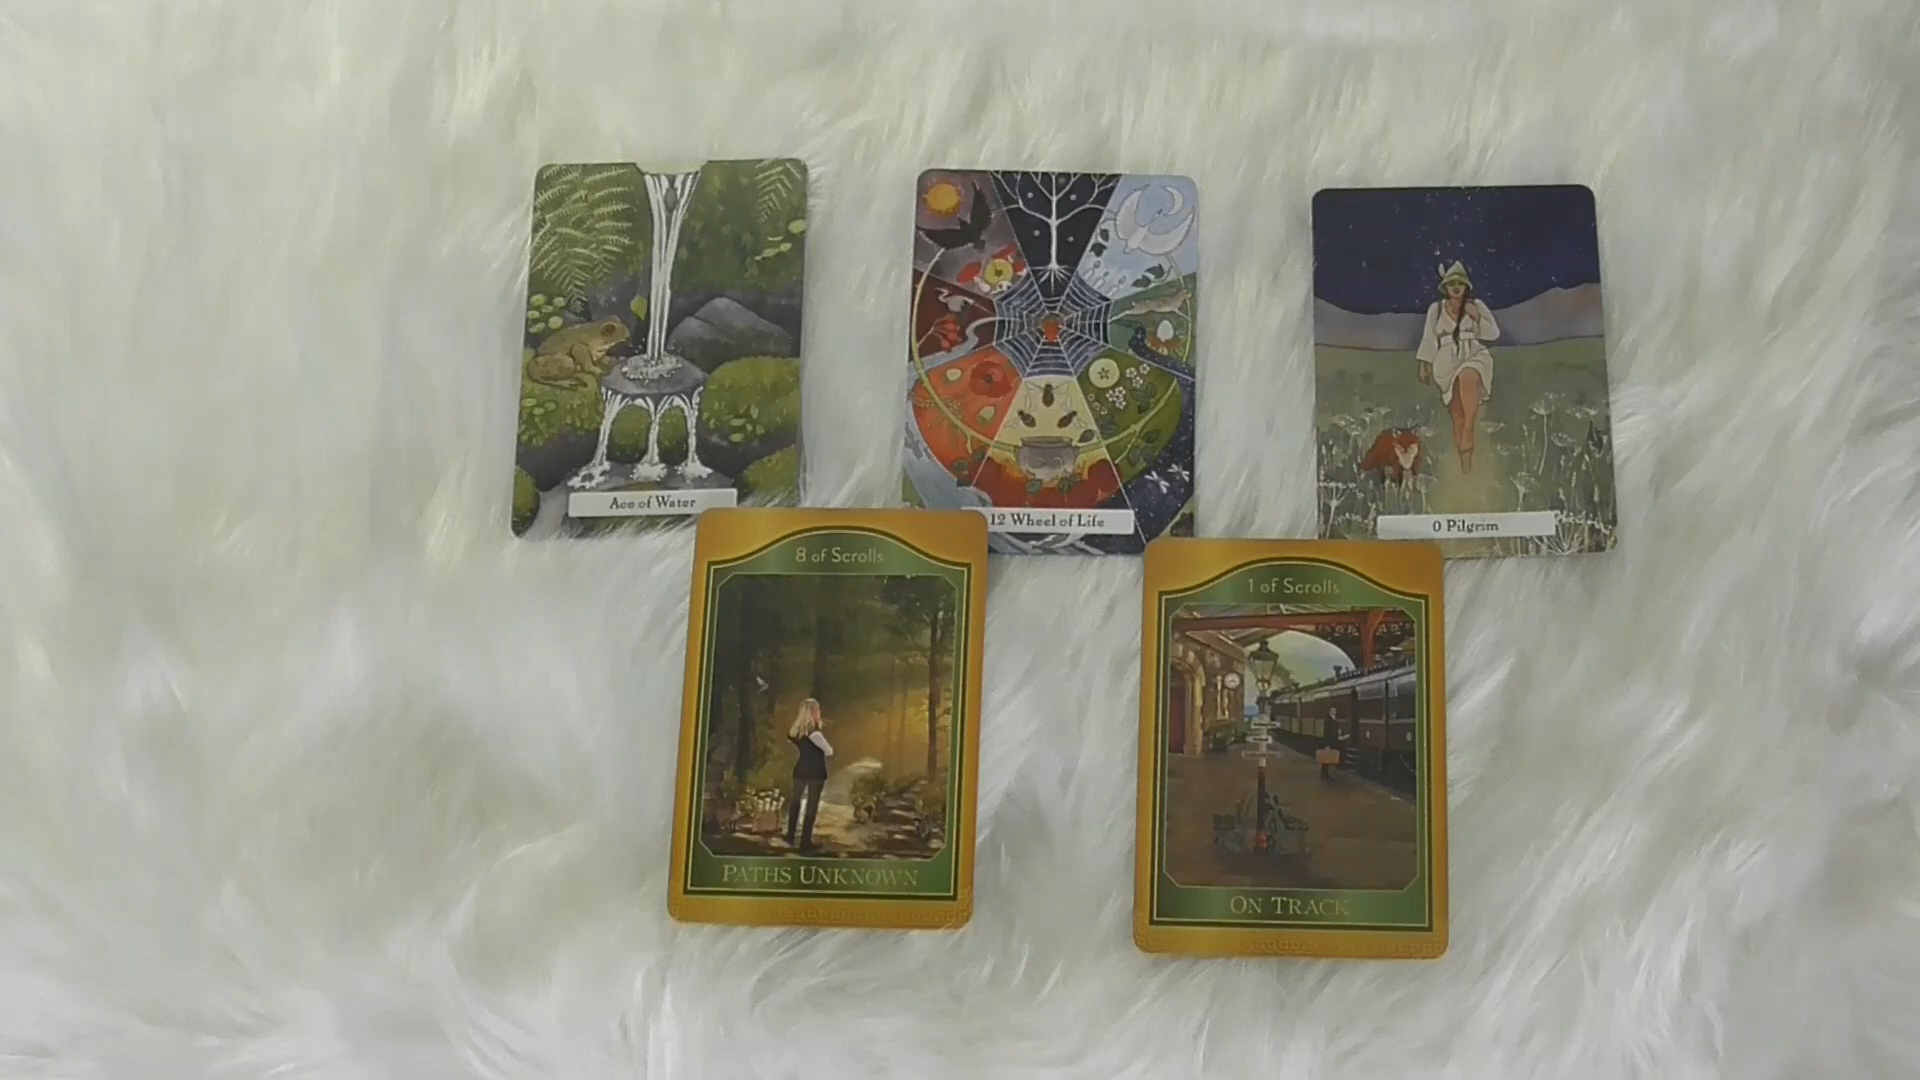 Ace of Water
12 Wheel of Life
0 Pilgrim
8 of Scrolls
PATHS UNKNOWN
1 of Scrolls
ON TRACK